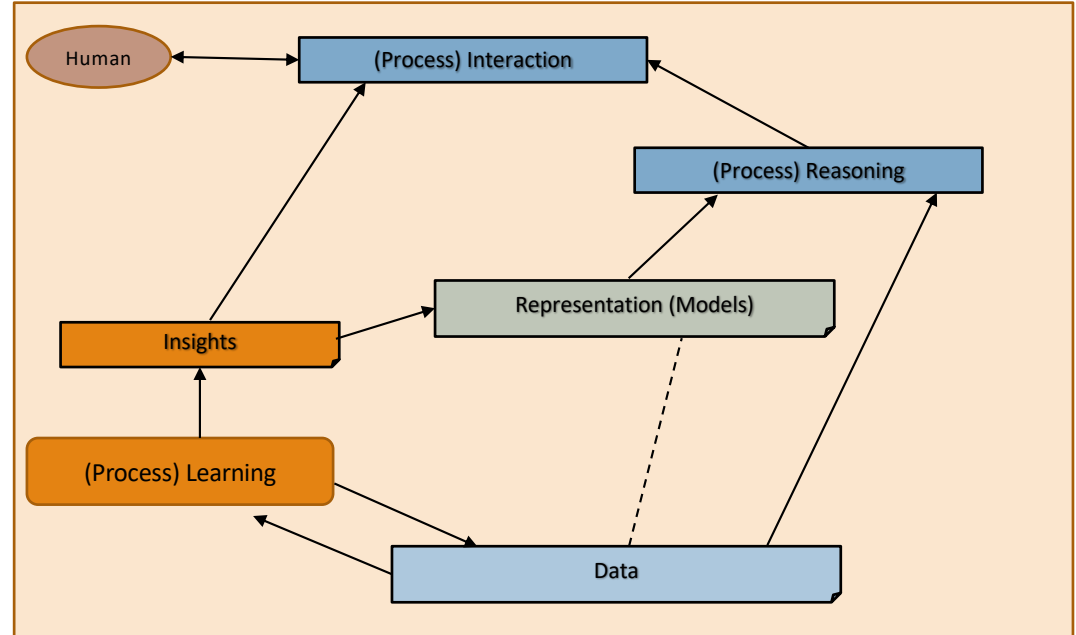 Human
(Process) Interaction
(Process) Reasoning
Representation (Models)
Insights
(Process) Learning
Data